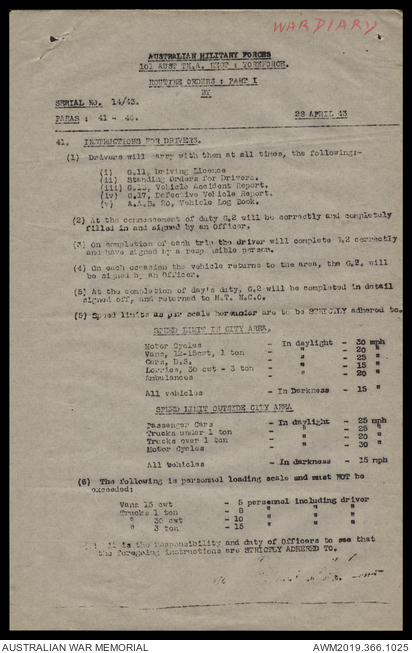 WAR DIARY
AUSTRALIAN MILITARY FORCES
101 AUST TK.A. REGT : YORKFORCE.
ROUTINE ORDERS : PART I
BY
SERIAL No. 14/43.
PARAS : 41 - 46. 28 APRIL 43
41. INSTRUCTIONS FOR DRIVERS.
(1) Drivers will carry with them at all times, the following:-
(i) G.11, Driving Licence
(ii) Standing Orders for Drivers.
(iii) G.13, Vehicle Accident Report.
(iv) G.17, Defective Vehicle Report.
(v) A.A.B. 20, Vehicle Log Book.
(2) At the commencement of duty G.2 will be correctly and completely
filled in and signed by an Officer.
(3) On completion of each trip the driver will complete G.2 correctly
and have signed by a responsible person.
(4) On each occasion the vehicle returns to the area, the G.2, will
be signed by an Officer.
(5) At the completion of day's duty, G.2 will be completed in detail
signed off, and returned to M.T. N.C.O.
(5) Speed limits as per scale hereunder are to be STRICTLY adhered to.
SPEED LIMIT IN CITY AREA.
Motor Cycles - In daylight - 30 mph
Vans, 12-15cwt, 1 ton - " - 20 "
Cars, D.S. - " - 25 "
Lorries, 30 cwt - 3 ton - " - 15 "
Ambulances - " - 20 "
All vehicles - In Darkness - 15 "
SPEED LIMIT OUTSIDE CITY AREA
Passenger Cars - In daylight - 25 mph
Trucks under 1 ton - " - 25 "
Trucks over 1 ton - " - 20 "
Motor Cycles - " - 30 "
All Vehicles - In darkness - 15 mph
(6) The following is personnel loading scale and must NOT be
exceeded:
Vans 15 cwt - 5 personnel including driver
Trucks 1 ton - 8 " " "
" 30 cwt - 10 " " "
" 3 ton - 15 " " "
It is the responsibility and duty of Officers to see that
the foregoing instructions are STRICTLY ADHERED TO.
AUSTRALIAN WAR MEMORIAL AWM2019.366.1025